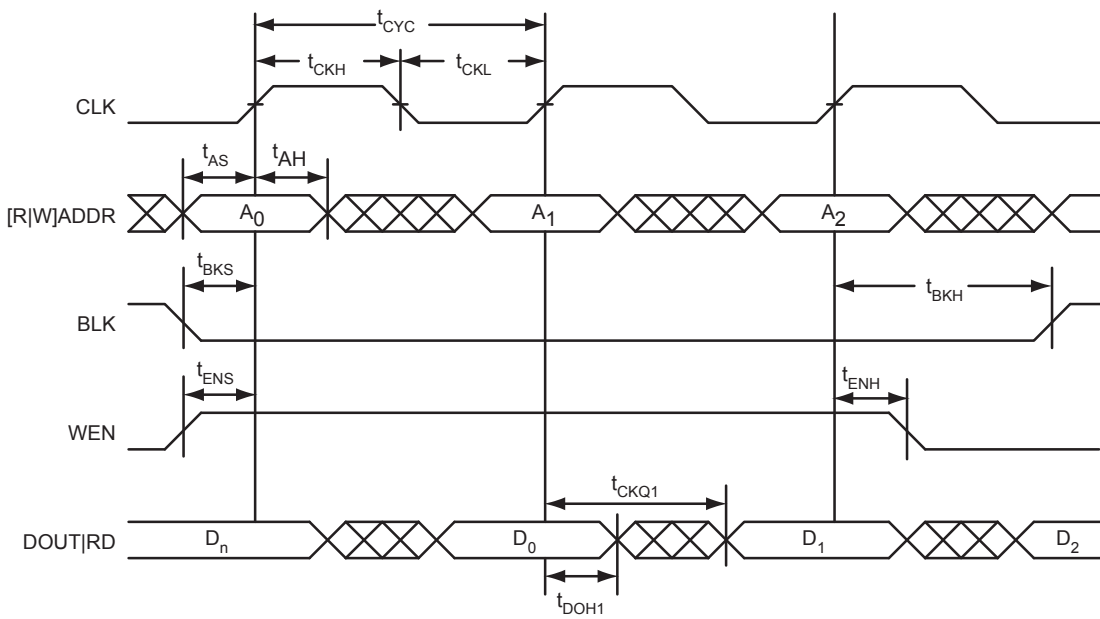 tCYC
tCKH
tCKL
CLK
tAS
tAH
[R|W]ADDR
A0
A1
A2
tBKS
tBKH
BLK
tENS
tENH
WEN
tCKQ1
DOUT|RD
Dn
D0
D1
D2
tDOH1